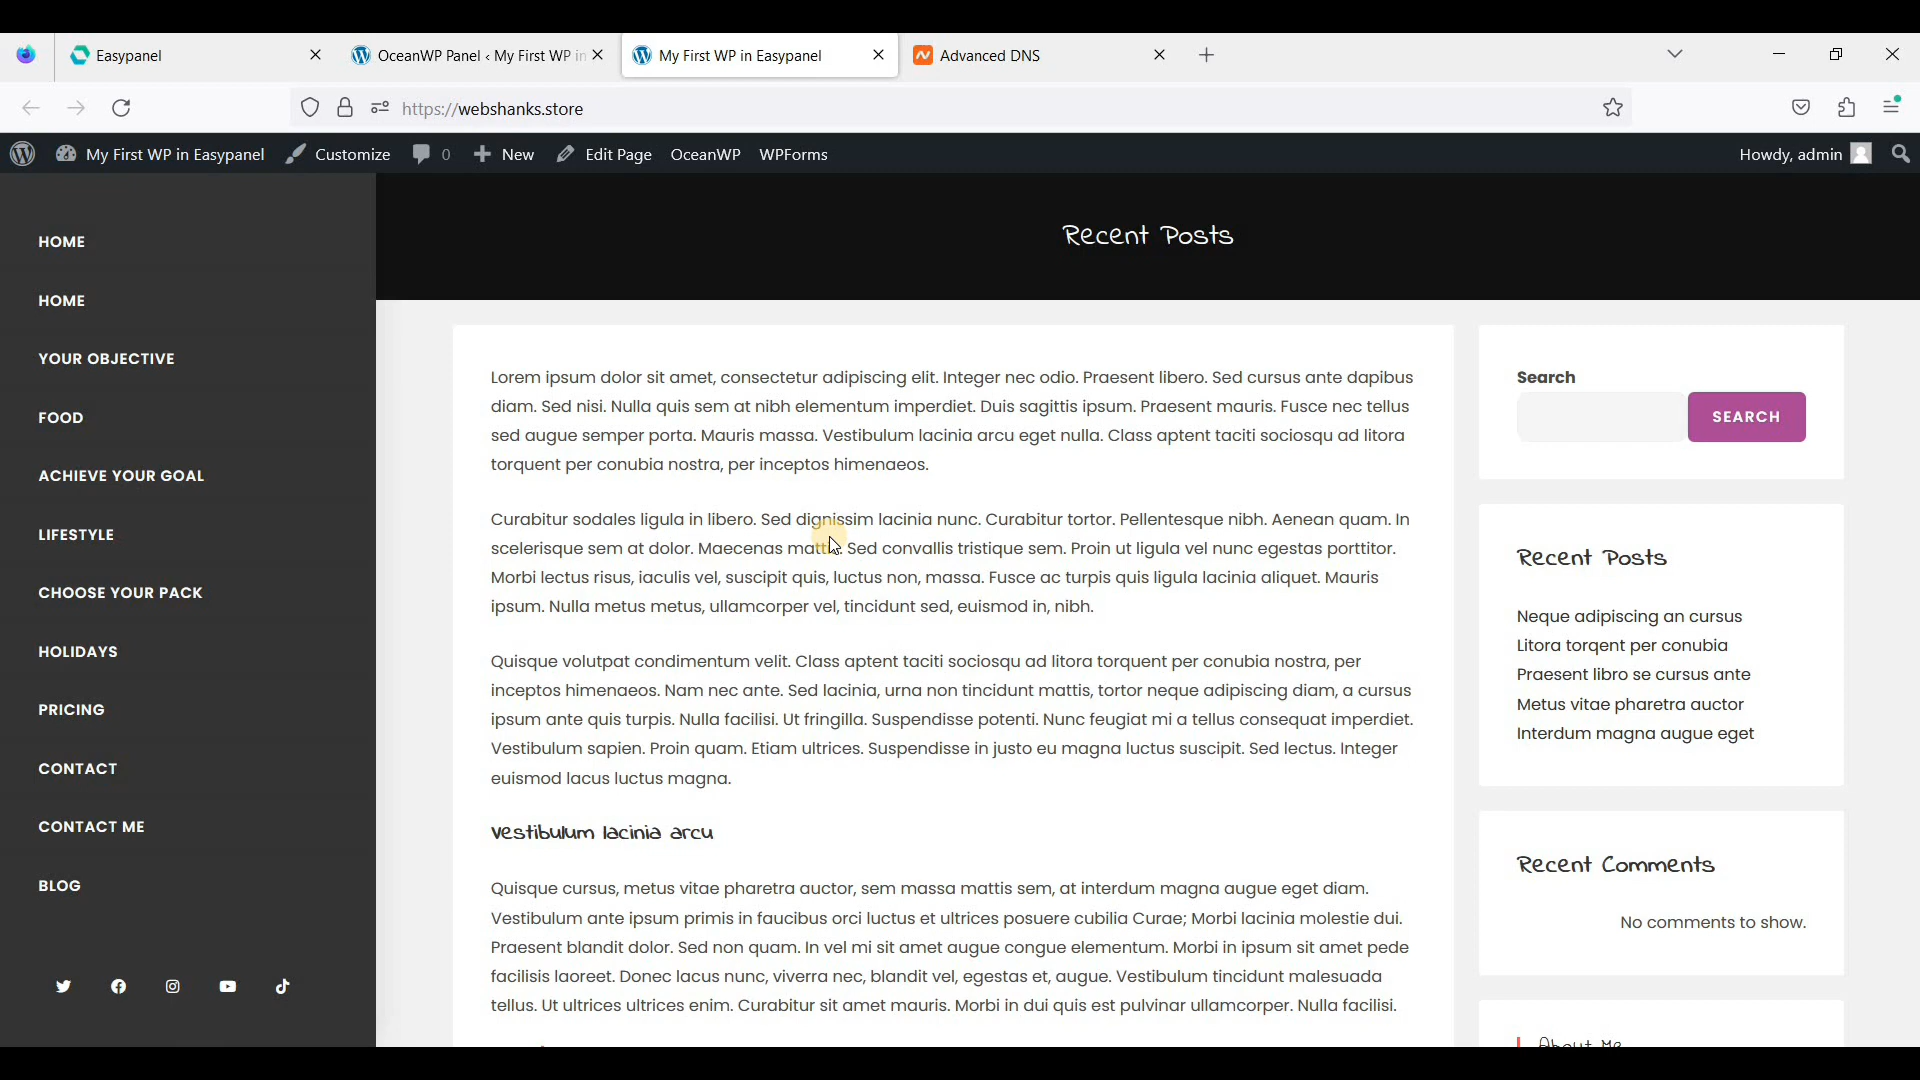 Easypanel
OceanWP Panel ‹ My First WP in
My First WP in Easypanel
Advanced DNS
https://webshanks.store
My First WP in Easypanel
Customize
0
New
Edit Page
OceanWP
WPForms
Howdy, admin
HOME
HOME
YOUR OBJECTIVE
FOOD
ACHIEVE YOUR GOAL
LIFESTYLE
CHOOSE YOUR PACK
HOLIDAYS
PRICING
CONTACT
CONTACT ME
BLOG
Recent Posts
Lorem ipsum dolor sit amet, consectetur adipiscing elit. Integer nec odio. Praesent libero. Sed cursus ante dapibus
diam. Sed nisi. Nulla quis sem at nibh elementum imperdiet. Duis sagittis ipsum. Praesent mauris. Fusce nec tellus
sed augue semper porta. Mauris massa. Vestibulum lacinia arcu eget nulla. Class aptent taciti sociosqu ad litora
torquent per conubia nostra, per inceptos himenaeos.
Curabitur sodales ligula in libero. Sed dignissim lacinia nunc. Curabitur tortor. Pellentesque nibh. Aenean quam. In
scelerisque sem at dolor. Maecenas mattis. Sed convallis tristique sem. Proin ut ligula vel nunc egestas porttitor.
Morbi lectus risus, iaculis vel, suscipit quis, luctus non, massa. Fusce ac turpis quis ligula lacinia aliquet. Mauris
ipsum. Nulla metus metus, ullamcorper vel, tincidunt sed, euismod in, nibh.
Quisque volutpat condimentum velit. Class aptent taciti sociosqu ad litora torquent per conubia nostra, per
inceptos himenaeos. Nam nec ante. Sed lacinia, urna non tincidunt mattis, tortor neque adipiscing diam, a cursus
ipsum ante quis turpis. Nulla facilisi. Ut fringilla. Suspendisse potenti. Nunc feugiat mi a tellus consequat imperdiet.
Vestibulum sapien. Proin quam. Etiam ultrices. Suspendisse in justo eu magna luctus suscipit. Sed lectus. Integer
euismod lacus luctus magna.
Vestibulum lacinia arcu
Quisque cursus, metus vitae pharetra auctor, sem massa mattis sem, at interdum magna augue eget diam.
Vestibulum ante ipsum primis in faucibus orci luctus et ultrices posuere cubilia Curae; Morbi lacinia molestie dui.
Praesent blandit dolor. Sed non quam. In vel mi sit amet augue congue elementum. Morbi in ipsum sit amet pede
facilisis laoreet. Donec lacus nunc, viverra nec, blandit vel, egestas et, augue. Vestibulum tincidunt malesuada
tellus. Ut ultrices ultrices enim. Curabitur sit amet mauris. Morbi in dui quis est pulvinar ullamcorper. Nulla facilisi.
Search
SEARCH
Recent Posts
Neque adipiscing an cursus
Litora torqent per conubia
Praesent libro se cursus ante
Metus vitae pharetra auctor
Interdum magna augue eget
Recent Comments
No comments to show.
About Me